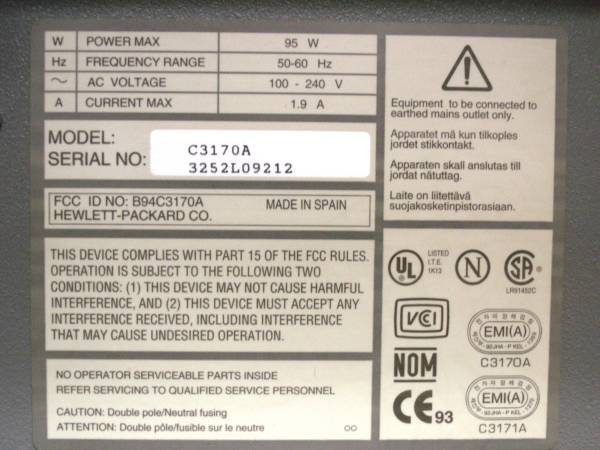 W POWER MAX 95 W
Hz FREQUENCY RANGE 50-60 Hz
~ AC VOLTAGE 100 - 240 V
A CURRENT MAX 1.9 A
MODEL: C3170A
SERIAL NO: 3252L09212
FCC ID NO: B94C3170A MADE IN SPAIN
HEWLETT-PACKARD CO.
THIS DEVICE COMPLIES WITH PART 15 OF THE FCC RULES.
OPERATION IS SUBJECT TO THE FOLLOWING TWO
CONDITIONS: (1) THIS DEVICE MAY NOT CAUSE HARMFUL
INTERFERENCE, AND (2) THIS DEVICE MUST ACCEPT ANY
INTERFERENCE RECEIVED, INCLUDING INTERFERENCE
THAT MAY CAUSE UNDESIRED OPERATION.
NO OPERATOR SERVICEABLE PARTS INSIDE
REFER SERVICING TO QUALIFIED SERVICE PERSONNEL
CAUTION: Double pole/Neutral fusing
ATTENTION: Double pôle/fusible sur le neutre
Equipment to be connected to
earthed mains outlet only.
Apparatet må kun tilkoples
jordet stikkontakt.
Apparaten skall anslutas till
jordat nätuttag.
Laite on liitettävä
suojakosketinpistorasiaan.
UL LISTED
I.T.E.
1K13
N
SA
LR91452C
VCCI
EMI(A)
C3170A
NOM
CE 93
EMI(A)
C3171A